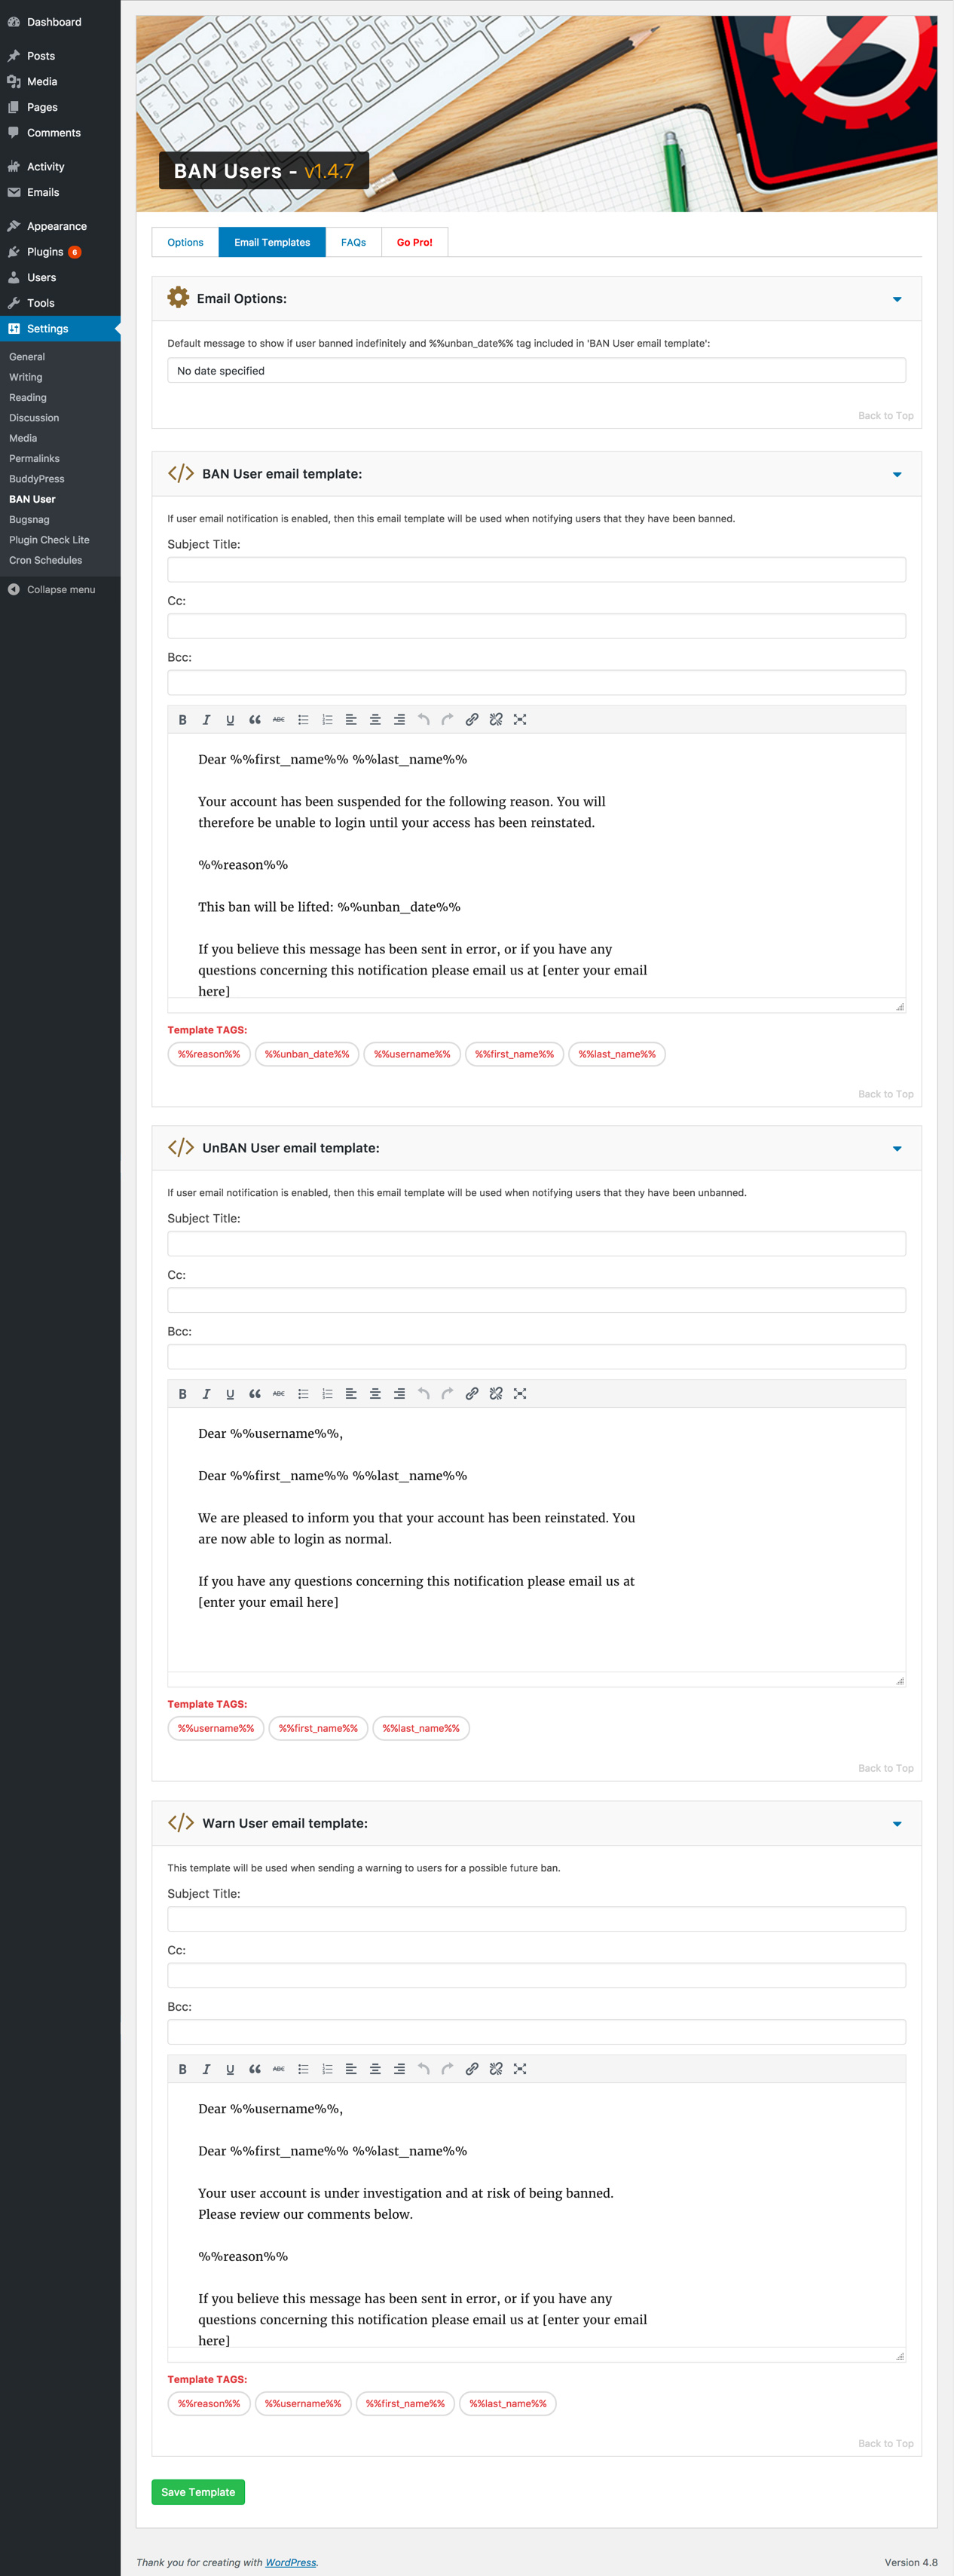 Dashboard
Posts
Media
Pages
Comments
Activity
Emails
Appearance
Plugins 6
Users
Tools
Settings
General
Writing
Reading
Discussion
Media
Permalinks
BuddyPress
BAN User
Bugsnag
Plugin Check Lite
Cron Schedules
Collapse menu
BAN Users - v1.4.7
Options Email Templates FAQs Go Pro!
Email Options:
Default message to show if user banned indefinitely and %%unban_date%% tag included in 'BAN User email template':
No date specified
Back to Top
BAN User email template:
If user email notification is enabled, then this email template will be used when notifying users that they have been banned.
Subject Title:
Cc:
Bcc:
B I U ABC
Dear %%first_name%% %%last_name%%
Your account has been suspended for the following reason. You will
therefore be unable to login until your access has been reinstated.
%%reason%%
This ban will be lifted: %%unban_date%%
If you believe this message has been sent in error, or if you have any
questions concerning this notification please email us at [enter your email
here]
Template TAGS:
%%reason%% %%unban_date%% %%username%% %%first_name%% %%last_name%%
Back to Top
UnBAN User email template:
If user email notification is enabled, then this email template will be used when notifying users that they have been unbanned.
Subject Title:
Cc:
Bcc:
B I U ABC
Dear %%username%%,
Dear %%first_name%% %%last_name%%
We are pleased to inform you that your account has been reinstated. You
are now able to login as normal.
If you have any questions concerning this notification please email us at
[enter your email here]
Template TAGS:
%%username%% %%first_name%% %%last_name%%
Back to Top
Warn User email template:
This template will be used when sending a warning to users for a possible future ban.
Subject Title:
Cc:
Bcc:
B I U ABC
Dear %%username%%,
Dear %%first_name%% %%last_name%%
Your user account is under investigation and at risk of being banned.
Please review our comments below.
%%reason%%
If you believe this message has been sent in error, or if you have any
questions concerning this notification please email us at [enter your email
here]
Template TAGS:
%%reason%% %%username%% %%first_name%% %%last_name%%
Back to Top
Save Template
Thank you for creating with WordPress.
Version 4.8